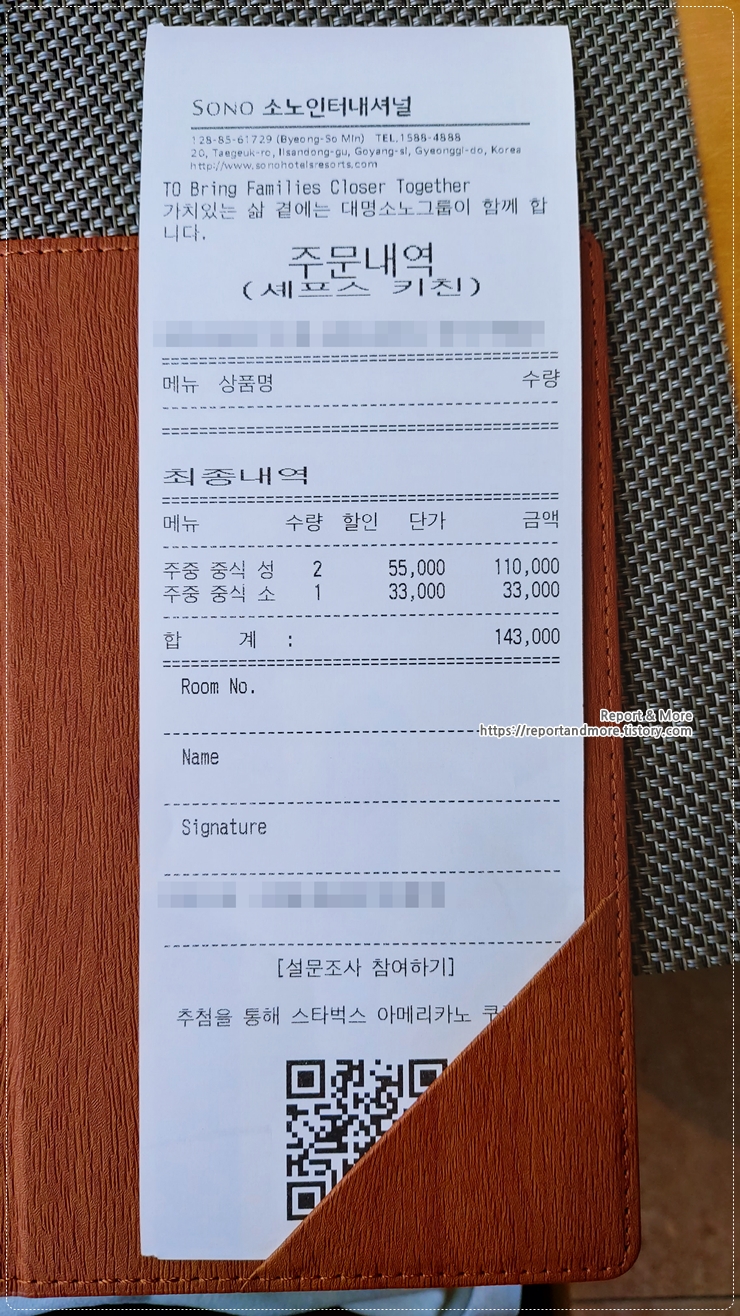 SONO 소노인터내셔널
128-85-61729 (Byeong-So Min) TEL.1588-4888
20, Taegeuk-ro, Ilsandong-gu, Goyang-si, Gyeonggi-do, Korea
http://www.sonohotelsresorts.com
TO Bring Families Closer Together
가치있는 삶 곁에는 대명소노그룹이 함께 합
니다.
주문내역
(셰프스 키친)
메뉴 상품명 수량
최종내역
메뉴 수량 할인 단가 금액
주중 중식 성 2 55,000 110,000
주중 중식 소 1 33,000 33,000
합 계 : 143,000
Room No.
Report & More
https://reportandmore.tistory.com
Name
Signature
[설문조사 참여하기]
추첨을 통해 스타벅스 아메리카노